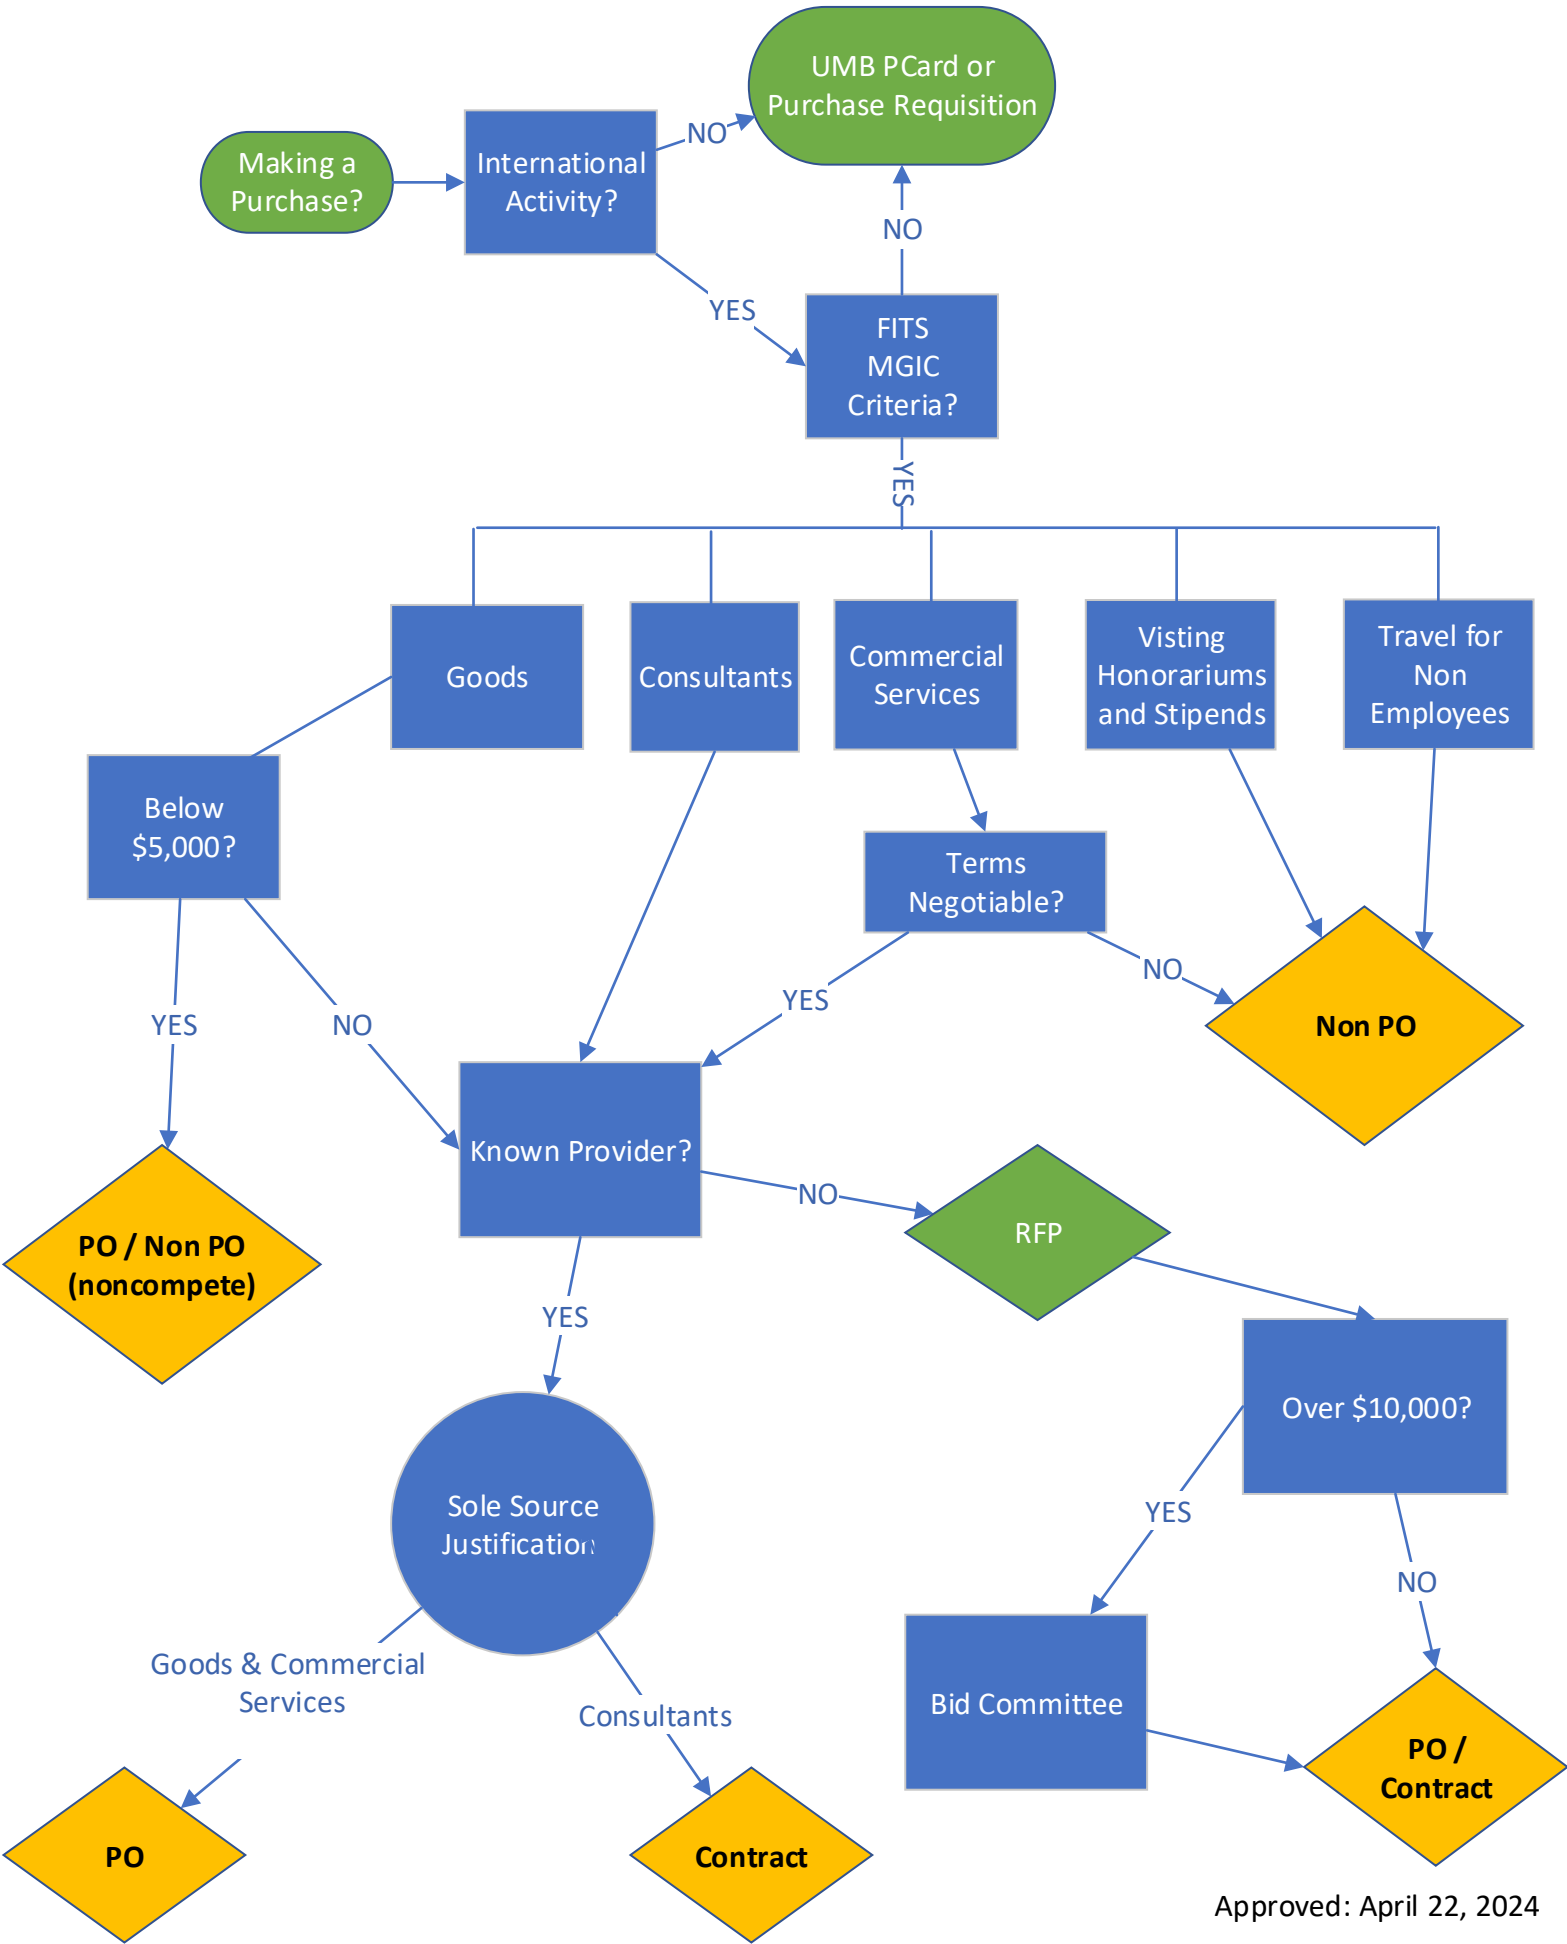 UMB PCard or
Purchase Requisition
Making a
Purchase?
International
Activity?
NO
NO
YES
FITS
MGIC
Criteria?
YES
Goods
Consultants
Commercial
Services
Visting
Honorariums
and Stipends
Travel for
Non
Employees
Below
$5,000?
Terms
Negotiable?
YES
NO
YES
NO
Non PO
Known Provider?
NO
RFP
PO / Non PO
(noncompete)
YES
Over $10,000?
Sole Source
Justification
YES
NO
Goods & Commercial
Services
Consultants
Bid Committee
PO /
Contract
PO
Contract
Approved: April 22, 2024